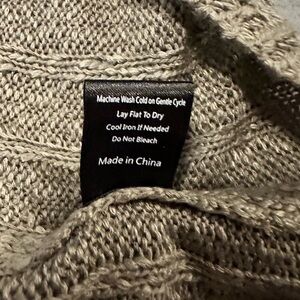 Machine Wash Cold on Gentle Cycle
Lay Flat To Dry
Cool Iron If Needed
Do Not Bleach
Made in China